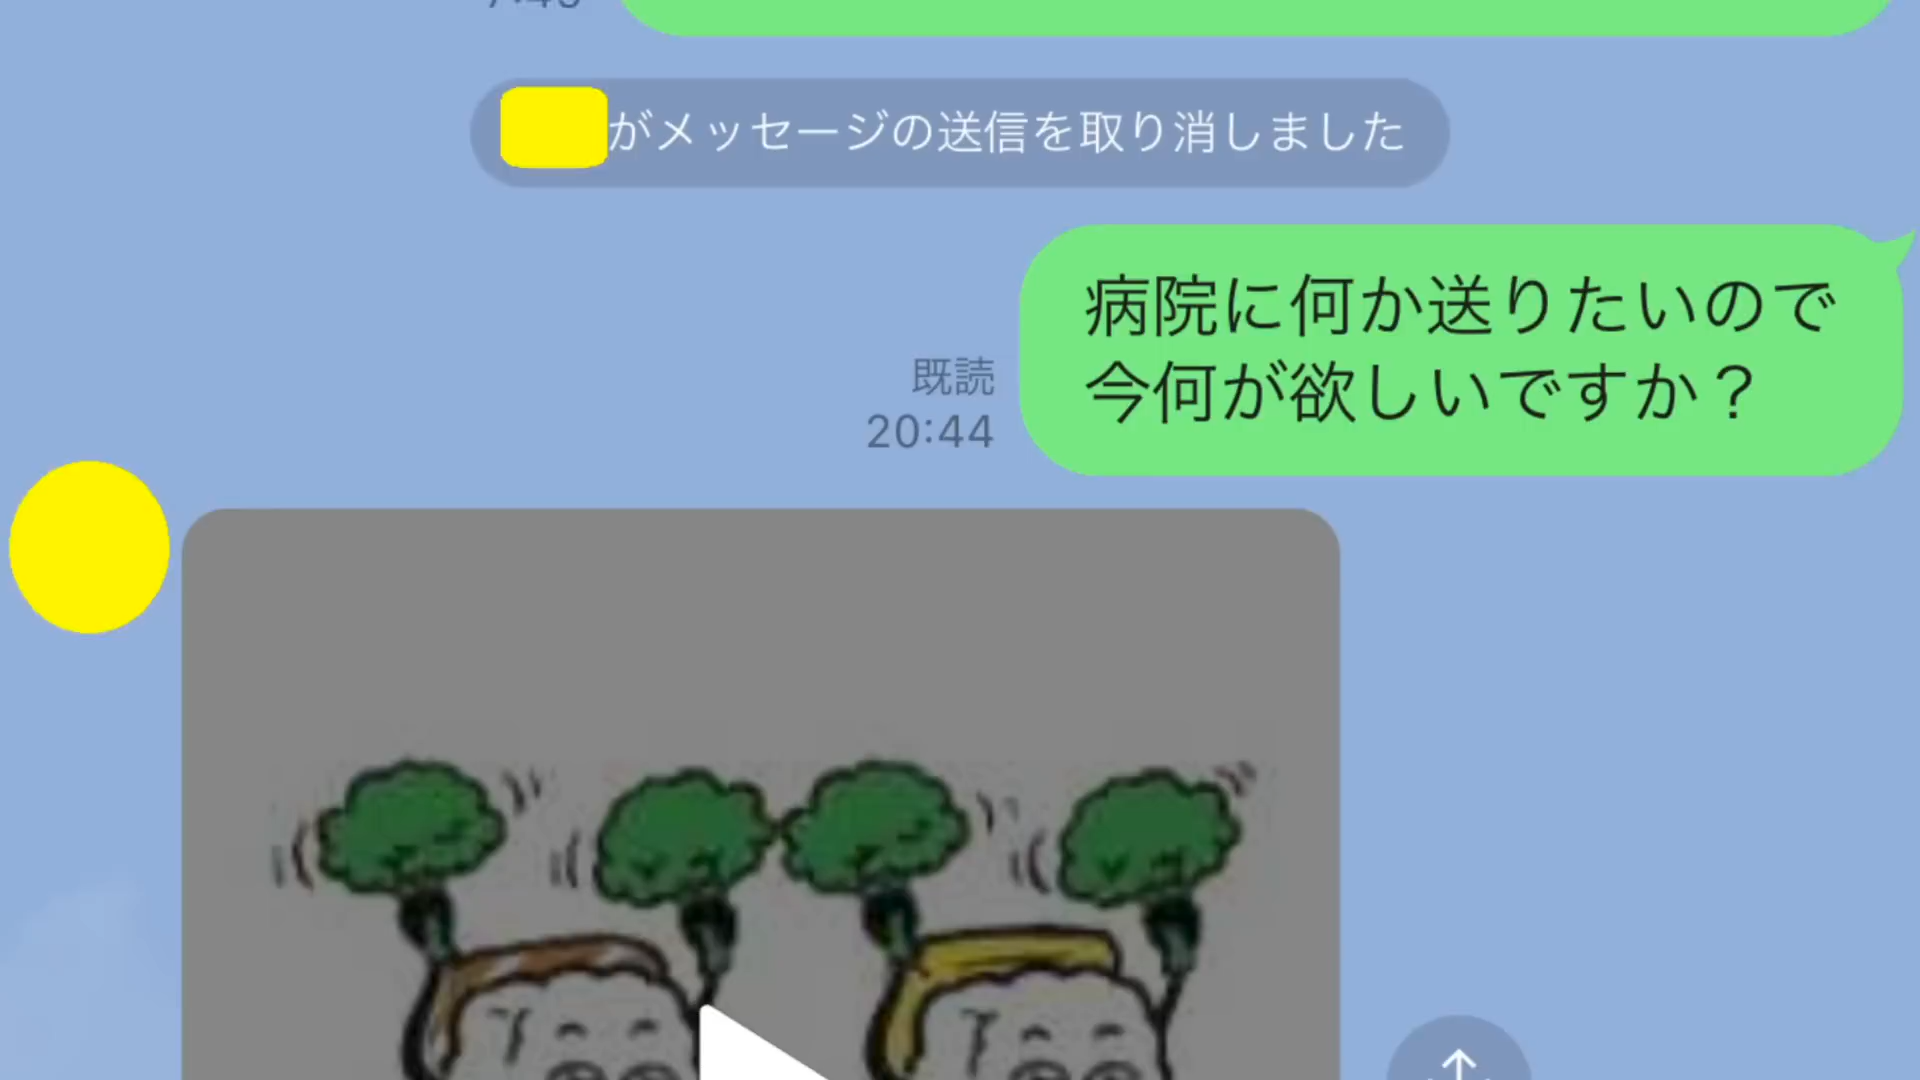 がメッセージの送信を取り消しました
病院に何か送りたいので
今何が欲しいですか？
既読
20:44